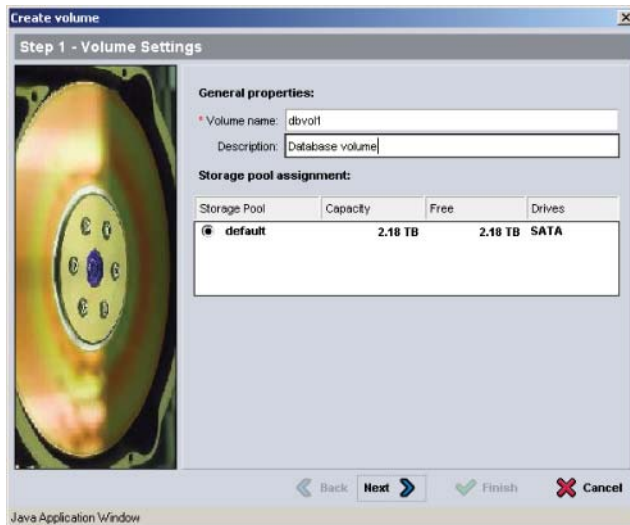 Create volume
Step 1 - Volume Settings
General properties:
* Volume name: dbvol1
Description: Database volume
Storage pool assignment:
Storage Pool Capacity Free Drives
default 2.18 TB 2.18 TB SATA
Back Next Finish Cancel
Java Application Window